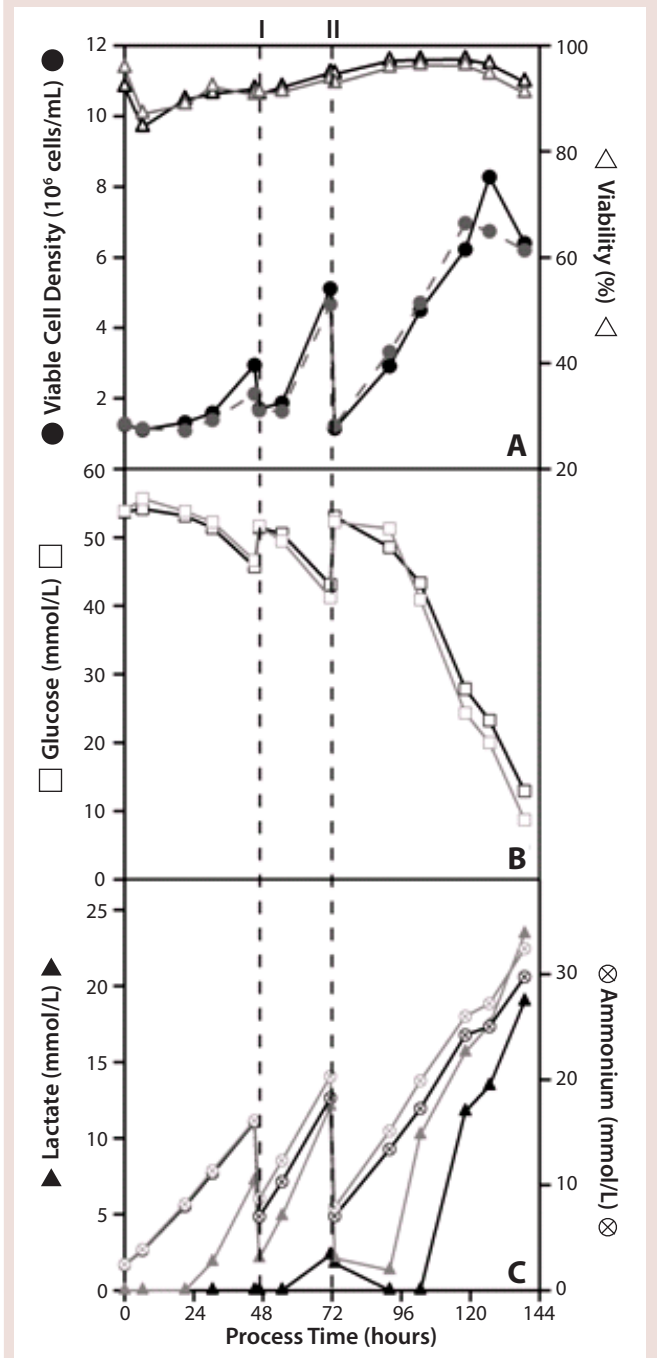 I II
12
10
8
6
4
2
● Viable Cell Density (10⁶ cells/mL) ●
100
80
60
40
20
△ Viability (%) △
A
60
50
40
30
20
10
0
□ Glucose (mmol/L) □
B
25
20
15
10
5
0
▲ Lactate (mmol/L) ▲
30
20
10
0
⊗ Ammonium (mmol/L) ⊗
C
0 24 48 72 96 120 144
Process Time (hours)